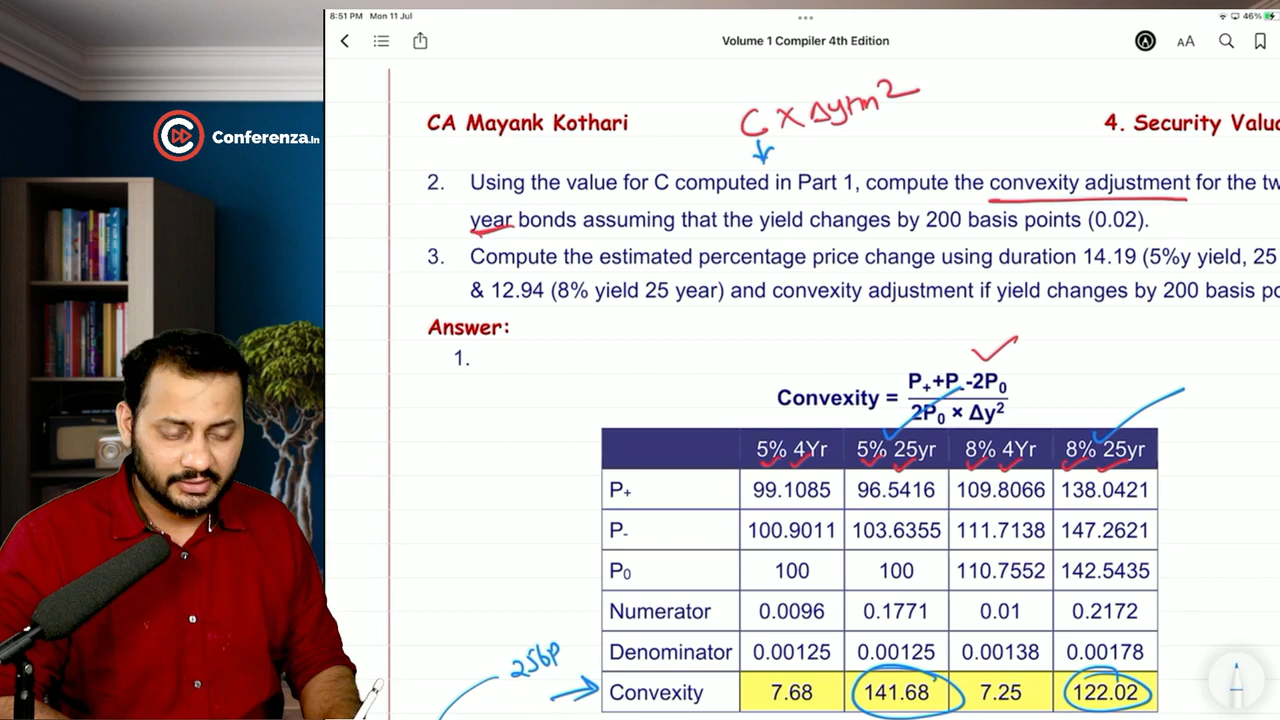 8:51 PM Mon 11 Jul
46%
Volume 1 Compiler 4th Edition
AA
Conferenza.in
C × Δytm²
CA Mayank Kothari
4. Security Valua
2. Using the value for C computed in Part 1, compute the convexity adjustment for the tw
year bonds assuming that the yield changes by 200 basis points (0.02).
3. Compute the estimated percentage price change using duration 14.19 (5%y yield, 25
& 12.94 (8% yield 25 year) and convexity adjustment if yield changes by 200 basis po
Answer:
1.
Convexity = P₊+P₋-2P₀
2P₀ × Δy²
5% 4Yr 5% 25yr 8% 4Yr 8% 25yr
P₊ 99.1085 96.5416 109.8066 138.0421
P₋ 100.9011 103.6355 111.7138 147.2621
P₀ 100 100 110.7552 142.5435
Numerator 0.0096 0.1771 0.01 0.2172
Denominator 0.00125 0.00125 0.00138 0.00178
25bp
Convexity 7.68 141.68 7.25 122.02